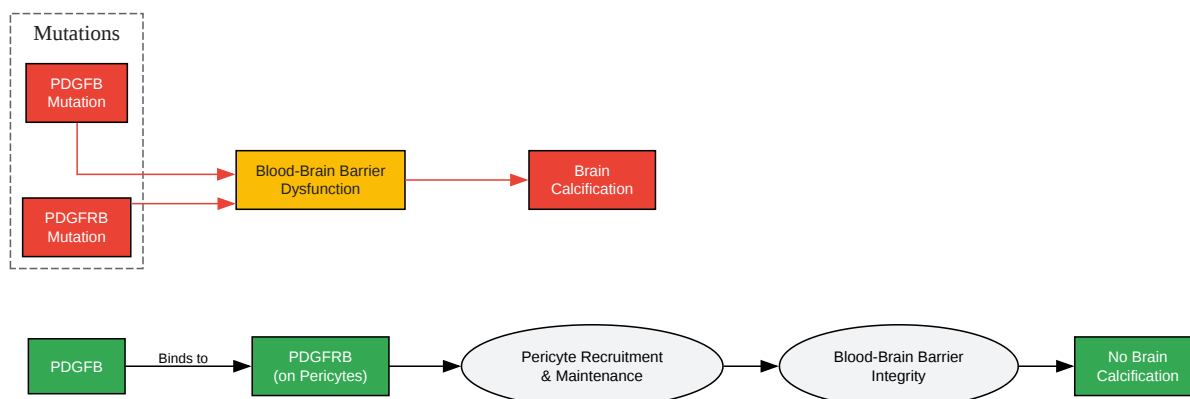 Mutations
PDGFB
Mutation
PDGFRB
Mutation
Blood-Brain Barrier
Dysfunction
Brain
Calcification
PDGFB
Binds to
PDGFRB
(on Pericytes)
Pericyte Recruitment
& Maintenance
Blood-Brain Barrier
Integrity
No Brain
Calcification